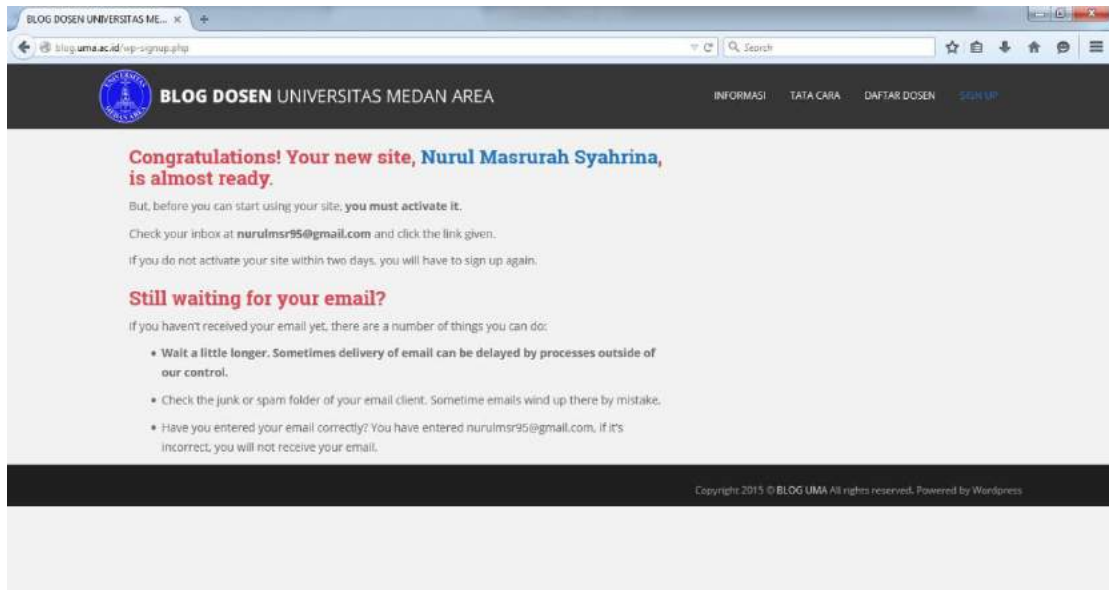 BLOG DOSEN UNIVERSITAS ME...
blog.uma.ac.id/wp-signup.php
Search
UNIVERSITAS
MEDAN AREA
BLOG DOSEN UNIVERSITAS MEDAN AREA
INFORMASI
TATA CARA
DAFTAR DOSEN
SIGN UP
Congratulations! Your new site, Nurul Masrurah Syahrina,
is almost ready.
But, before you can start using your site, you must activate it.
Check your inbox at nurulmsr95@gmail.com and click the link given.
If you do not activate your site within two days, you will have to sign up again.
Still waiting for your email?
If you haven't received your email yet, there are a number of things you can do:
• Wait a little longer. Sometimes delivery of email can be delayed by processes outside of
our control.
• Check the junk or spam folder of your email client. Sometime emails wind up there by mistake.
• Have you entered your email correctly? You have entered nurulmsr95@gmail.com, if it's
incorrect, you will not receive your email.
Copyright 2015 © BLOG UMA All rights reserved. Powered by Wordpress